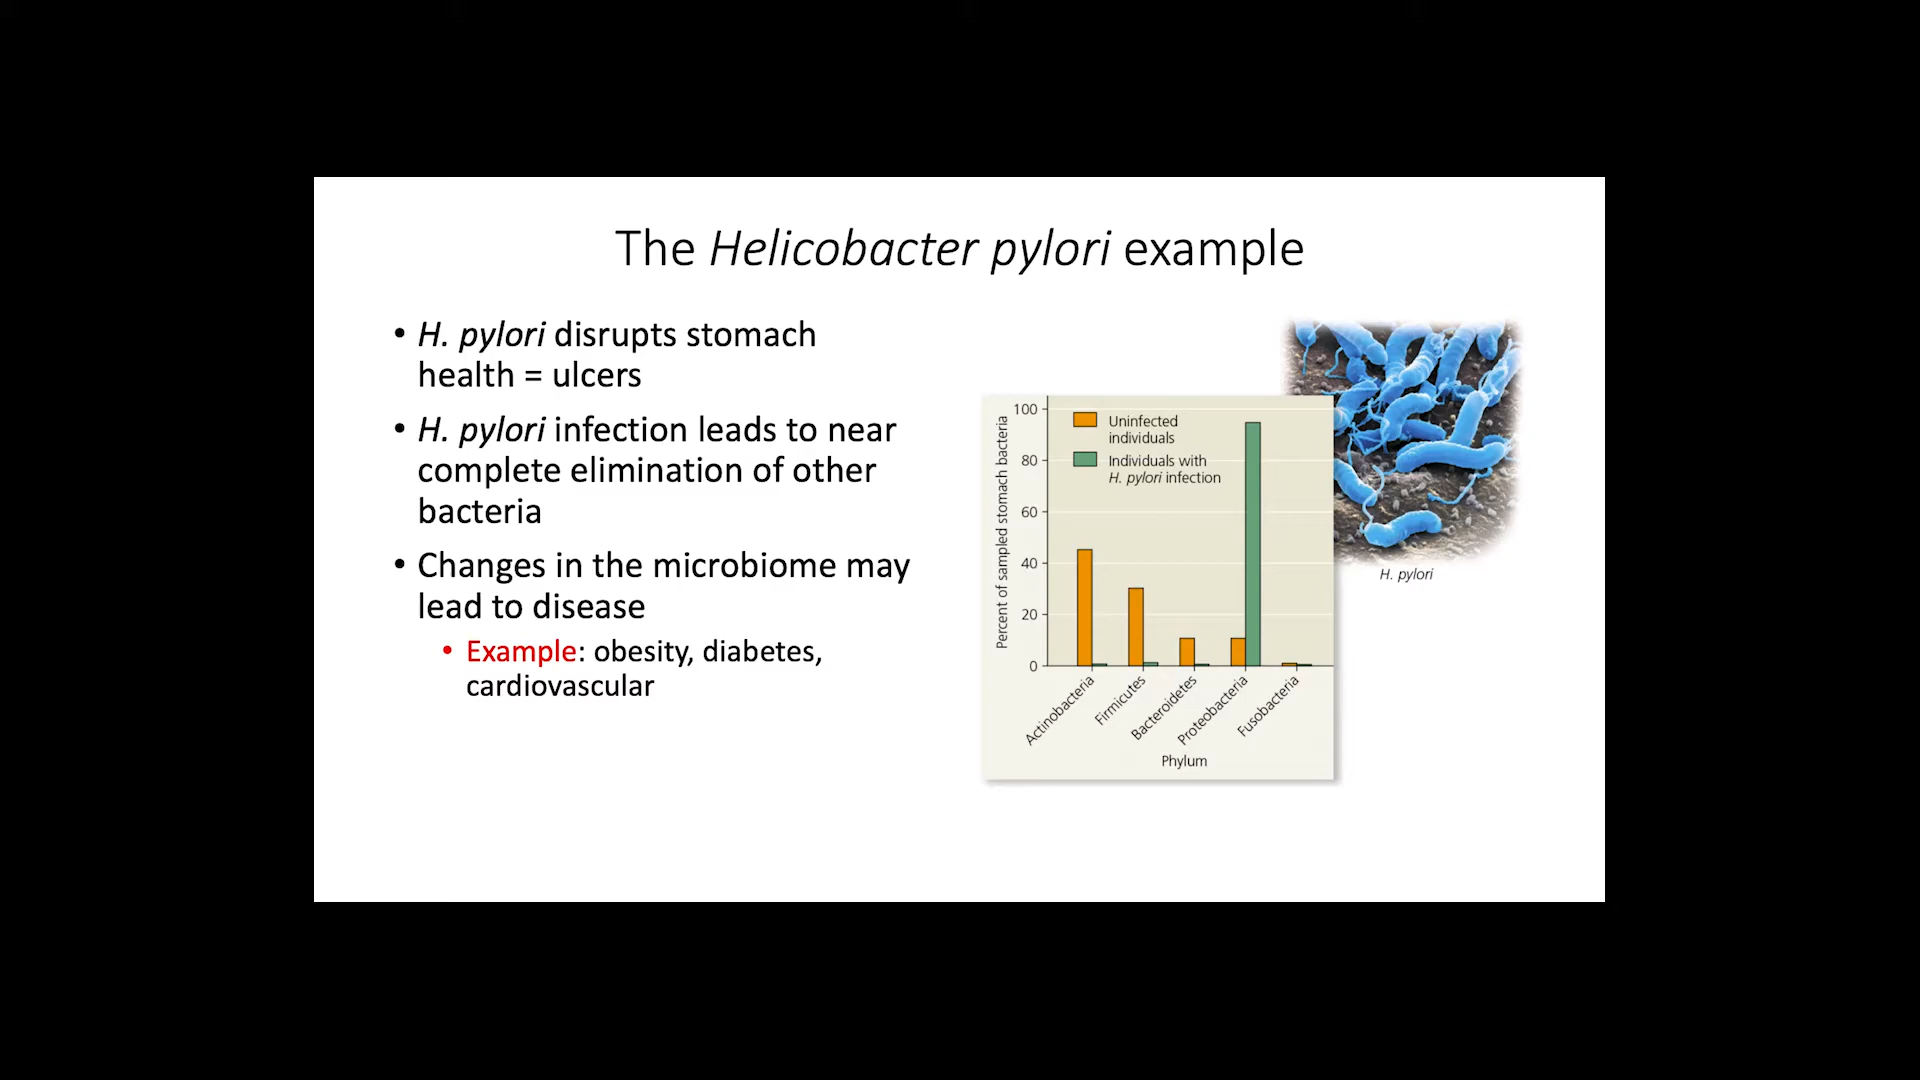 The Helicobacter pylori example
• H. pylori disrupts stomach
health = ulcers
• H. pylori infection leads to near
complete elimination of other
bacteria
• Changes in the microbiome may
lead to disease
• Example: obesity, diabetes,
cardiovascular
Percent of sampled stomach bacteria
100
80
60
40
20
0
Uninfected
individuals
Individuals with
H. pylori infection
Actinobacteria
Firmicutes
Bacteroidetes
Proteobacteria
Fusobacteria
Phylum
H. pylori